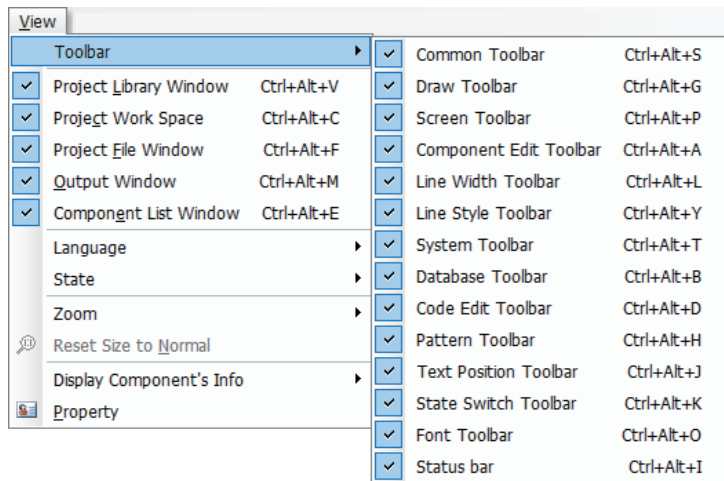 View
Toolbar
Project Library Window Ctrl+Alt+V
Project Work Space Ctrl+Alt+C
Project File Window Ctrl+Alt+F
Output Window Ctrl+Alt+M
Component List Window Ctrl+Alt+E
Language
State
Zoom
Reset Size to Normal
Display Component's Info
Property
Common Toolbar Ctrl+Alt+S
Draw Toolbar Ctrl+Alt+G
Screen Toolbar Ctrl+Alt+P
Component Edit Toolbar Ctrl+Alt+A
Line Width Toolbar Ctrl+Alt+L
Line Style Toolbar Ctrl+Alt+Y
System Toolbar Ctrl+Alt+T
Database Toolbar Ctrl+Alt+B
Code Edit Toolbar Ctrl+Alt+D
Pattern Toolbar Ctrl+Alt+H
Text Position Toolbar Ctrl+Alt+J
State Switch Toolbar Ctrl+Alt+K
Font Toolbar Ctrl+Alt+O
Status bar Ctrl+Alt+I